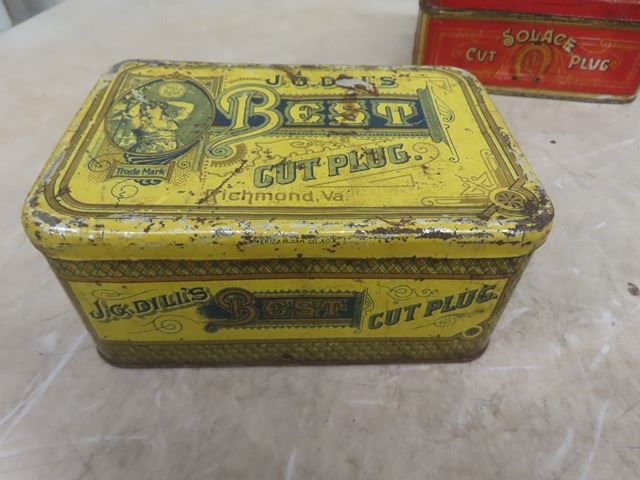 J.G. DILL'S
BEST
CUT PLUG.
Richmond, Va.
Trade Mark
J.G. DILL'S BEST CUT PLUG.
SOLACE
CUT PLUG